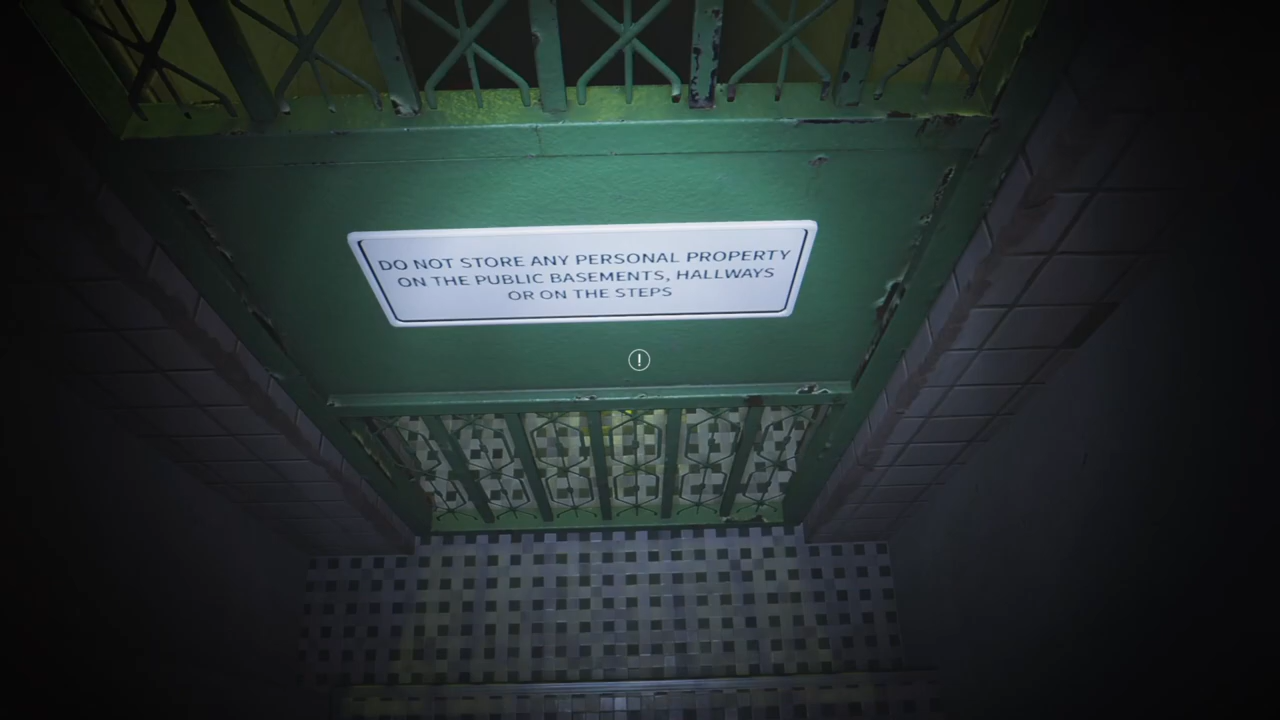 DO NOT STORE ANY PERSONAL PROPERTY
ON THE PUBLIC BASEMENTS, HALLWAYS
OR ON THE STEPS